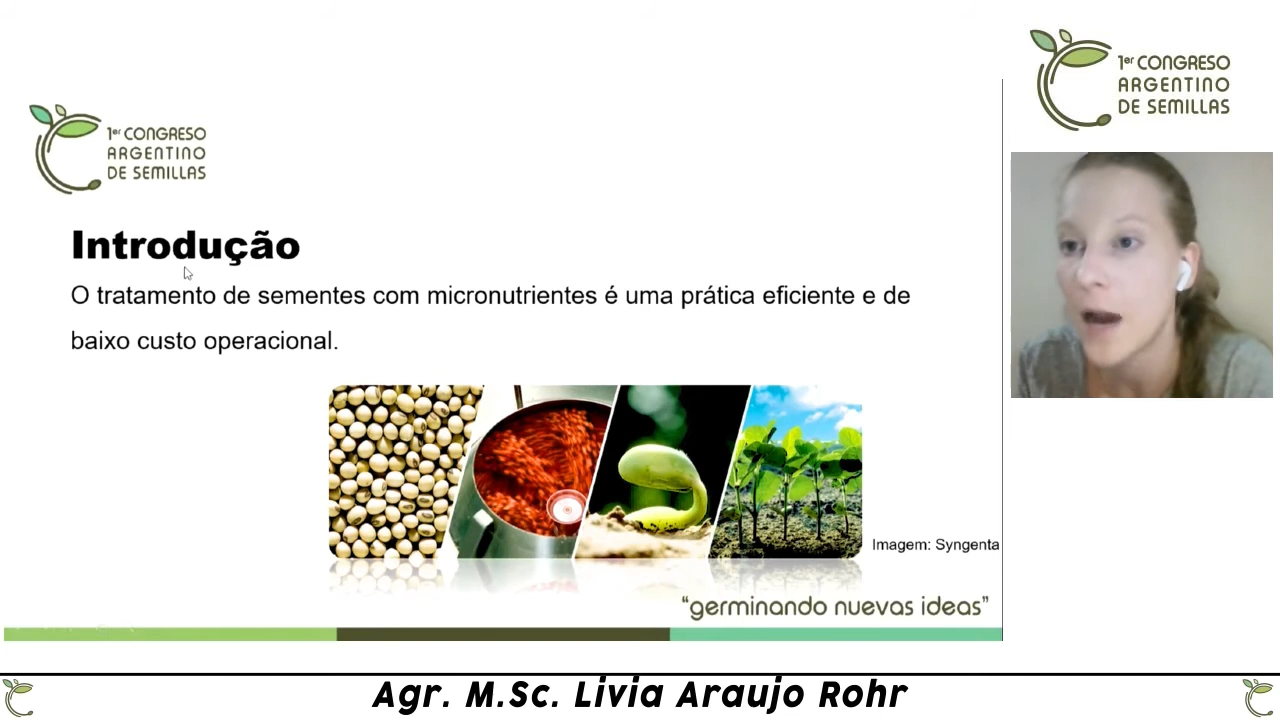 1er CONGRESO
ARGENTINO
DE SEMILLAS
1er CONGRESO
ARGENTINO
DE SEMILLAS
Introdução
O tratamento de sementes com micronutrientes é uma prática eficiente e de
baixo custo operacional.
Imagem: Syngenta
“germinando nuevas ideas”
Agr. M.Sc. Livia Araujo Rohr